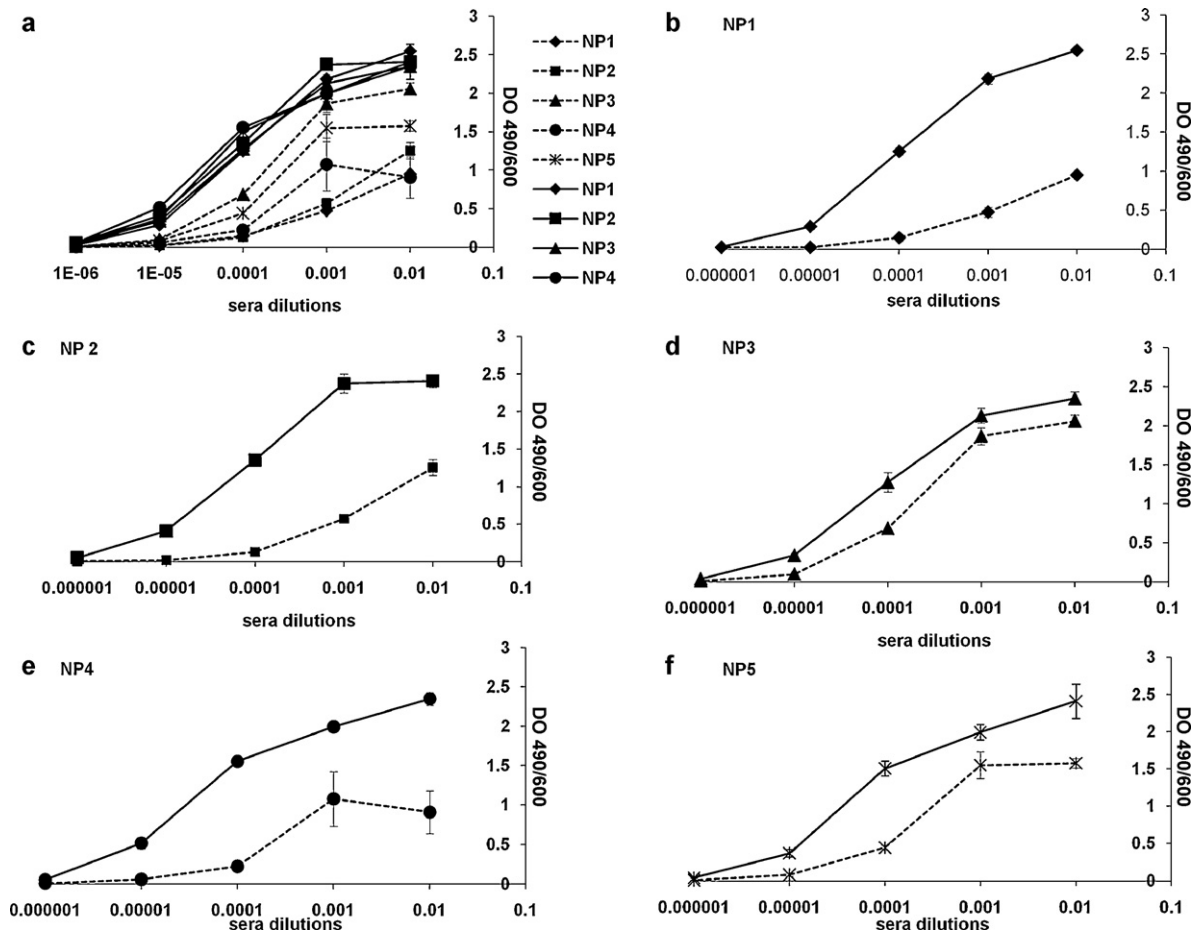 a
3
2.5
2
1.5
1
0.5
0
DO 490/600
1E-06 1E-05 0.0001 0.001 0.01 0.1
sera dilutions
NP1
NP2
NP3
NP4
NP5
NP1
NP2
NP3
NP4
b NP1
3
2.5
2
1.5
1
0.5
0
DO 490/600
0.000001 0.00001 0.0001 0.001 0.01 0.1
sera dilutions
c NP 2
3
2.5
2
1.5
1
0.5
0
DO 490/600
0.000001 0.00001 0.0001 0.001 0.01 0.1
sera dilutions
d NP3
3
2.5
2
1.5
1
0.5
0
DO 490/600
0.000001 0.00001 0.0001 0.001 0.01 0.1
sera dilutions
e NP4
3
2.5
2
1.5
1
0.5
0
DO 490/600
0.000001 0.00001 0.0001 0.001 0.01 0.1
sera dilutions
f NP5
3
2.5
2
1.5
1
0.5
0
DO 490/600
0.000001 0.00001 0.0001 0.001 0.01 0.1
sera dilutions